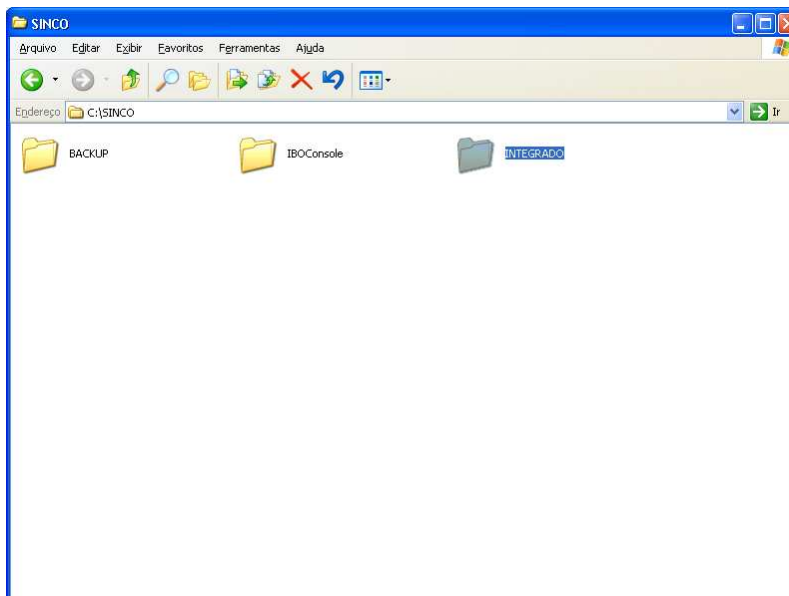 SINCO
Arquivo Editar Exibir Favoritos Ferramentas Ajuda
Endereço C:\SINCO Ir
BACKUP IBOConsole INTEGRADO